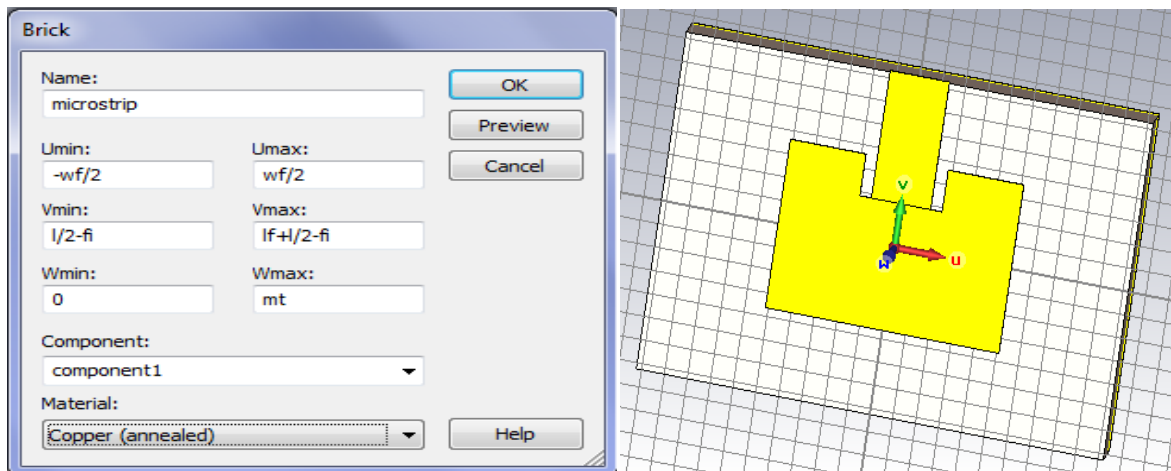 Brick
Name:
microstrip
OK
Preview
Cancel
Umin:
Umax:
-wf/2
wf/2
Vmin:
Vmax:
l/2-fi
lf+l/2-fi
Wmin:
Wmax:
0
mt
Component:
component1
Material:
Copper (annealed)
Help
V
U
W